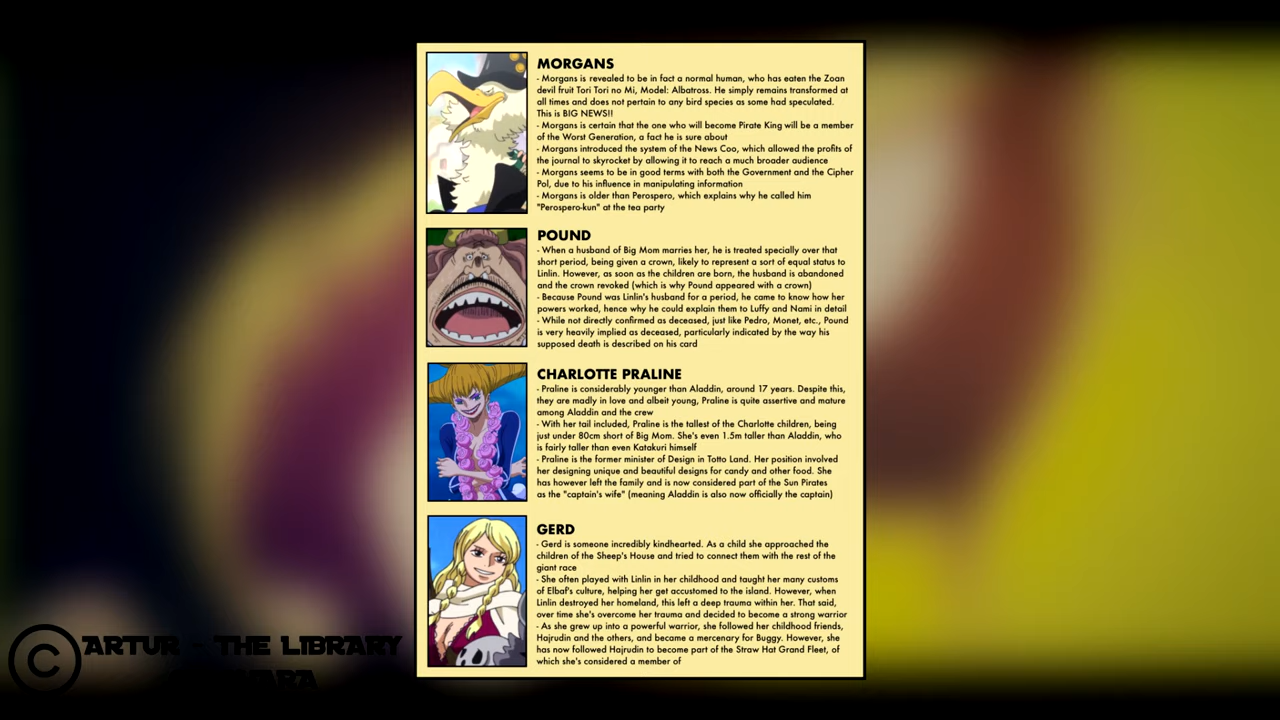 MORGANS
- Morgans is revealed to be in fact a normal human, who has eaten the Zoan
devil fruit Tori Tori no Mi, Model: Albatross. He simply remains transformed at
all times and does not pertain to any bird species as some had speculated.
This is BIG NEWS!!
- Morgans is certain that the one who will become Pirate King will be a member
of the Worst Generation, a fact he is sure about
- Morgans introduced the system of the News Coo, which allowed the profits of
the journal to skyrocket by allowing it to reach a much broader audience
- Morgans seems to be in good terms with both the Government and the Cipher
Pol, due to his influence in manipulating information
- Morgans is older than Perospero, which explains why he called him
"Perospero-kun" at the tea party
POUND
- When a husband of Big Mom marries her, he is treated specially over that
short period, being given a crown, likely to represent a sort of equal status to
Linlin. However, as soon as the children are born, the husband is abandoned
and the crown revoked (which is why Pound appeared with a crown)
- Because Pound was Linlin's husband for a period, he came to know how her
powers worked, hence why he could explain them to Luffy and Nami in detail
- While not directly confirmed as deceased, just like Pedro, Monet, etc., Pound
is very heavily implied as deceased, particularly indicated by the way his
supposed death is described on his card
CHARLOTTE PRALINE
- Praline is considerably younger than Aladdin, around 17 years. Despite this,
they are madly in love and albeit young, Praline is quite assertive and mature
among Aladdin and the crew
- With her tail included, Praline is the tallest of the Charlotte children, being
just under 80cm short of Big Mom. She's even 1.5m taller than Aladdin, who
is fairly taller than even Katakuri himself
- Praline is the former minister of Design in Totto Land. Her position involved
her designing unique and beautiful designs for candy and other food. She
has however left the family and is now considered part of the Sun Pirates
as the "captain's wife" (meaning Aladdin is also now officially the captain)
GERD
- Gerd is someone incredibly kindhearted. As a child she approached the
children of the Sheep's House and tried to connect them with the rest of the
giant race
- She often played with Linlin in her childhood and taught her many customs
of Elbaf's culture, helping her get accustomed to the island. However, when
Linlin destroyed her homeland, this left a deep trauma within her. That said,
over time she's overcome her trauma and decided to become a strong warrior
- As she grew up into a powerful warrior, she followed her childhood friends,
Hajrudin and the others, and became a mercenary for Buggy. However, she
has now followed Hajrudin to become part of the Straw Hat Grand Fleet, of
which she's considered a member of
© ARTUR - THE LIBRARY